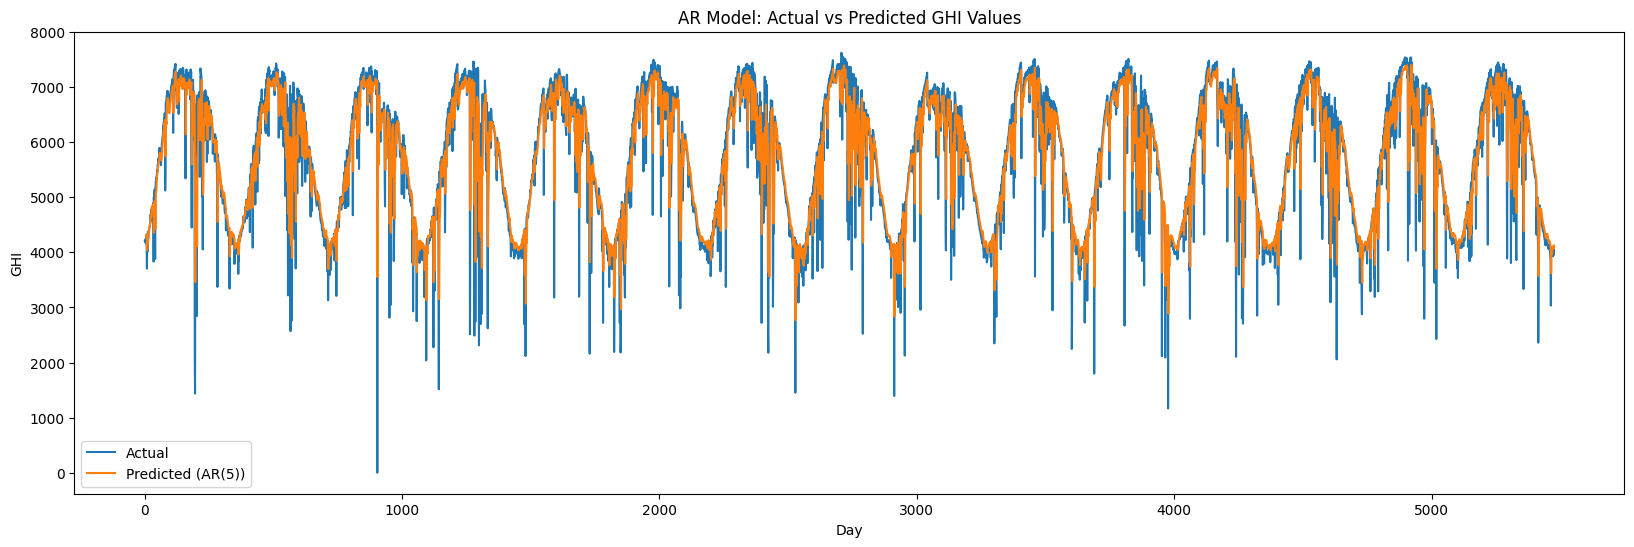 AR Model: Actual vs Predicted GHI Values
8000
7000
6000
5000
4000
3000
2000
1000
0
GHI
Actual
Predicted (AR(5))
0 1000 2000 3000 4000 5000
Day